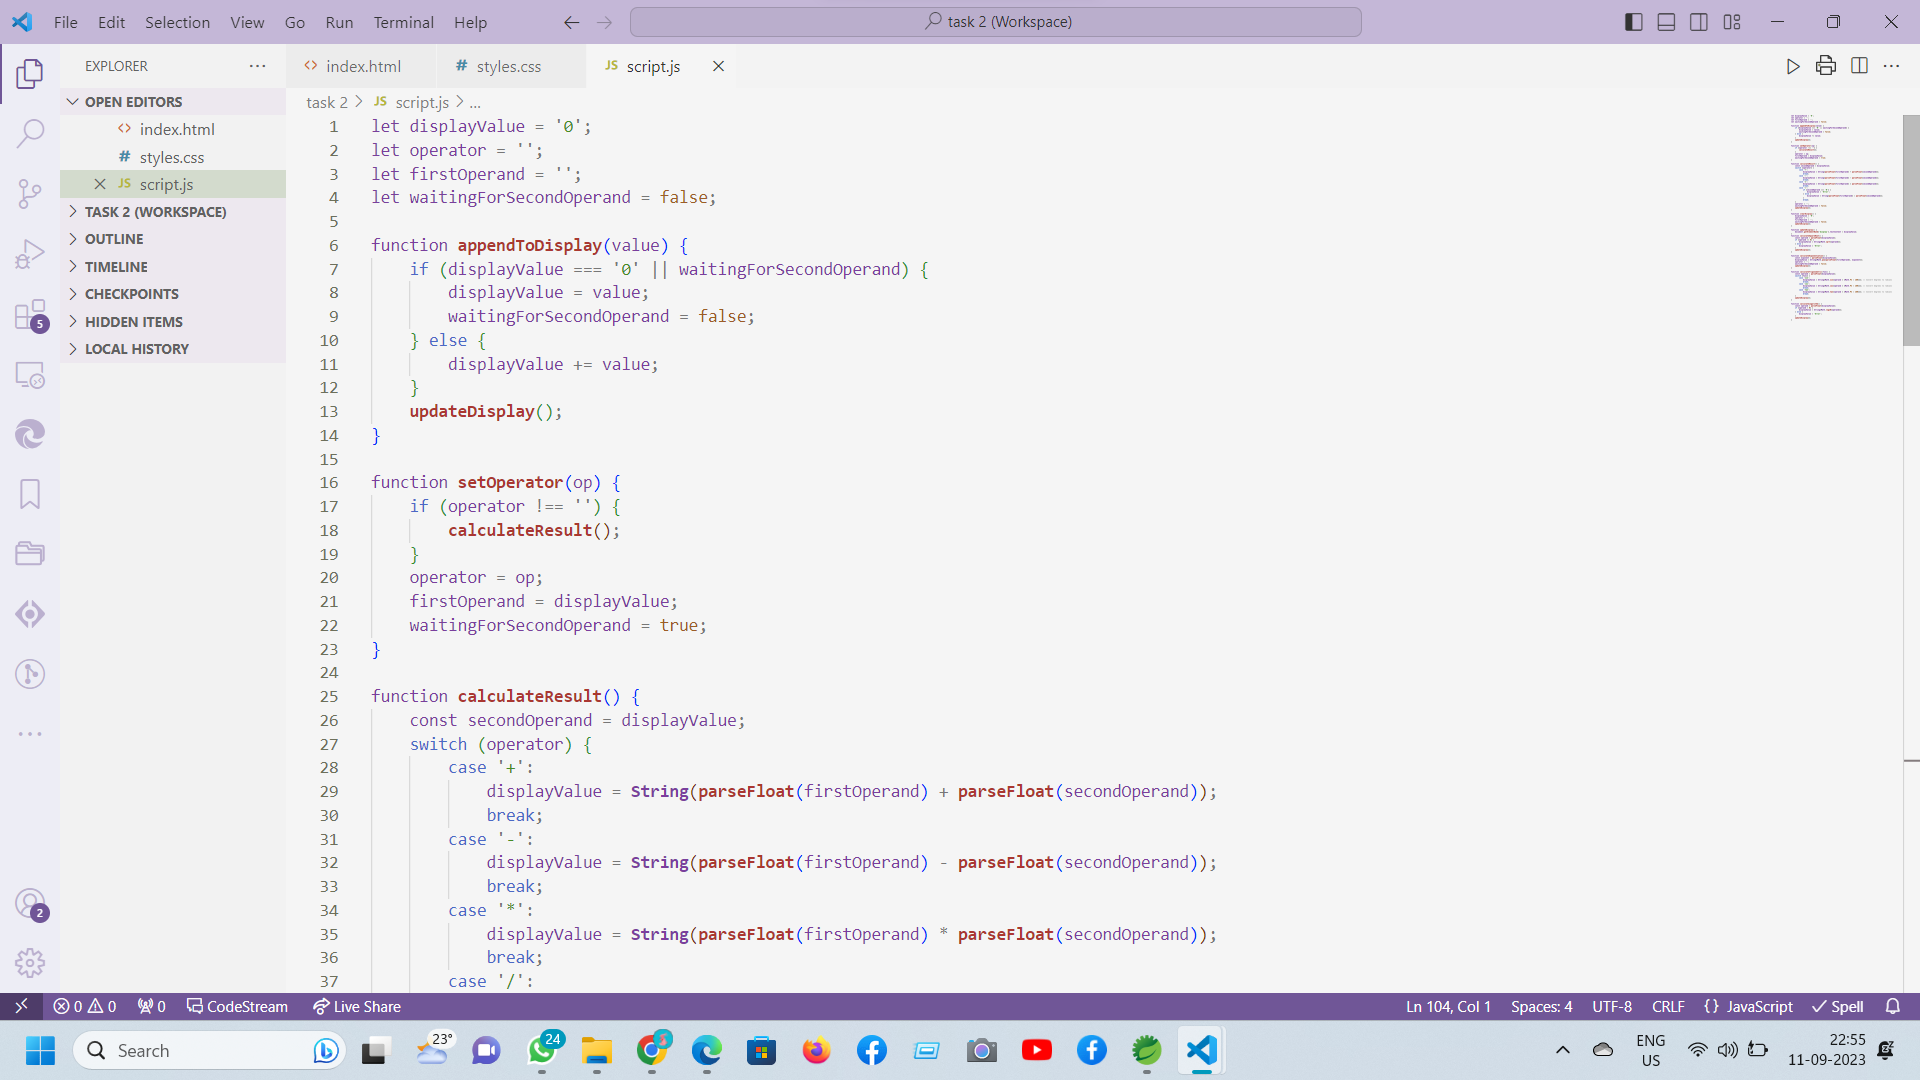 File Edit Selection View Go Run Terminal Help
task 2 (Workspace)
EXPLORER
OPEN EDITORS
index.html
styles.css
script.js
TASK 2 (WORKSPACE)
OUTLINE
TIMELINE
CHECKPOINTS
HIDDEN ITEMS
LOCAL HISTORY
5
2
index.html # styles.css JS script.js
task 2 > JS script.js > ...
1 let displayValue = '0';
2 let operator = '';
3 let firstOperand = '';
4 let waitingForSecondOperand = false;
5
6 function appendToDisplay(value) {
7     if (displayValue === '0' || waitingForSecondOperand) {
8         displayValue = value;
9         waitingForSecondOperand = false;
10     } else {
11         displayValue += value;
12     }
13     updateDisplay();
14 }
15
16 function setOperator(op) {
17     if (operator !== '') {
18         calculateResult();
19     }
20     operator = op;
21     firstOperand = displayValue;
22     waitingForSecondOperand = true;
23 }
24
25 function calculateResult() {
26     const secondOperand = displayValue;
27     switch (operator) {
28         case '+':
29             displayValue = String(parseFloat(firstOperand) + parseFloat(secondOperand));
30             break;
31         case '-':
32             displayValue = String(parseFloat(firstOperand) - parseFloat(secondOperand));
33             break;
34         case '*':
35             displayValue = String(parseFloat(firstOperand) * parseFloat(secondOperand));
36             break;
37         case '/':
0 0 0 CodeStream Live Share Ln 104, Col 1 Spaces: 4 UTF-8 CRLF {} JavaScript Spell
Search 23° 24 ENG US 22:55
11-09-2023